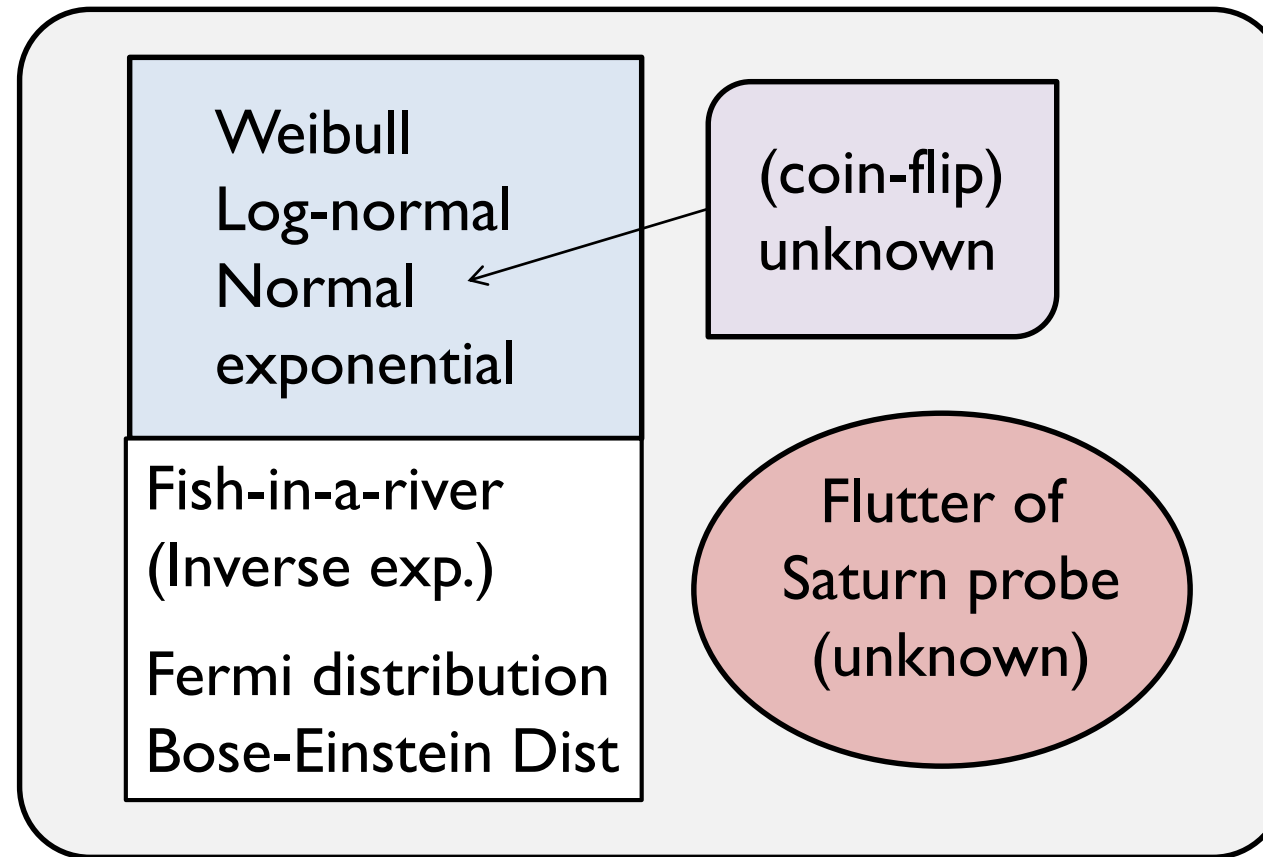 Weibull
Log-normal
Normal
exponential
(coin-flip)
unknown
Fish-in-a-river
(Inverse exp.)
Fermi distribution
Bose-Einstein Dist
Flutter of
Saturn probe
(unknown)